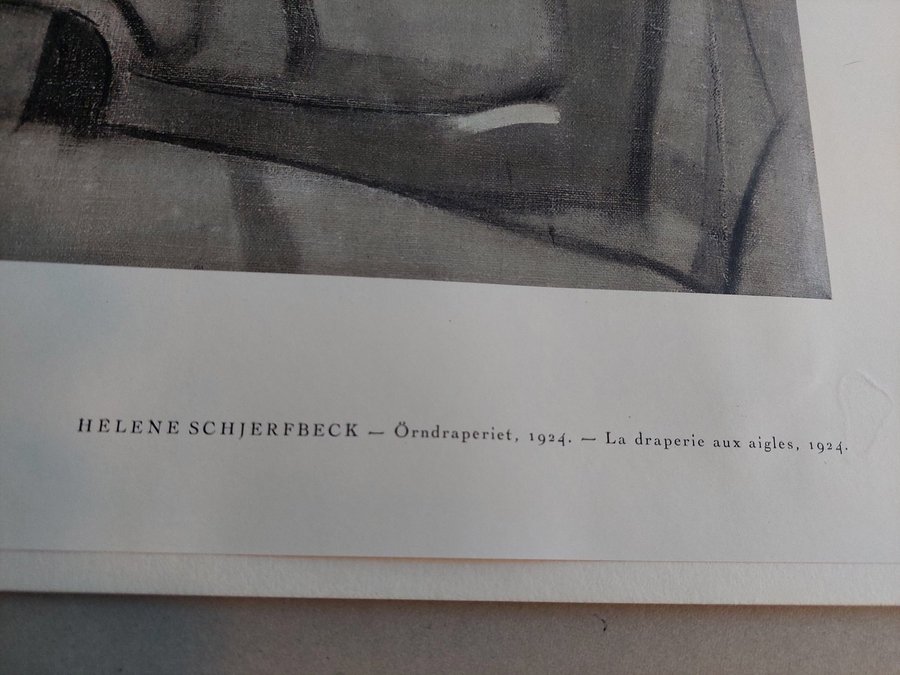 HELENE SCHJERFBECK — Örndraperiet, 1924. — La draperie aux aigles, 1924.